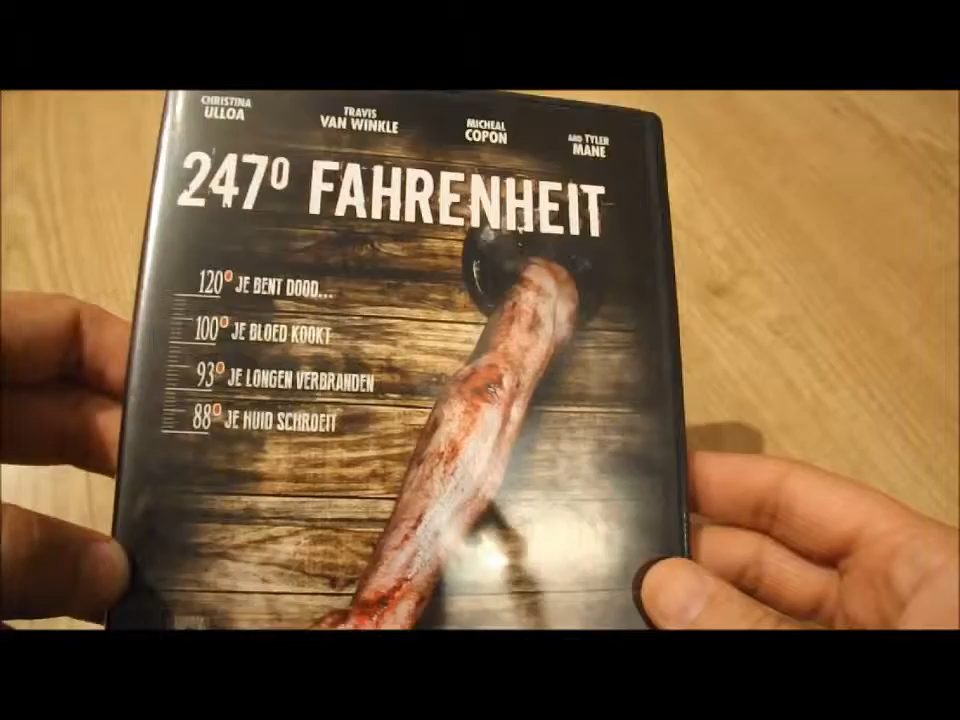 CHRISTINA ULLOA
TRAVIS VAN WINKLE
MICHEAL COPON
AND TYLER MANE
247° FAHRENHEIT
120° JE BENT DOOD...
100° JE BLOED KOOKT
93° JE LONGEN VERBRANDEN
88° JE HUID SCHROEIT